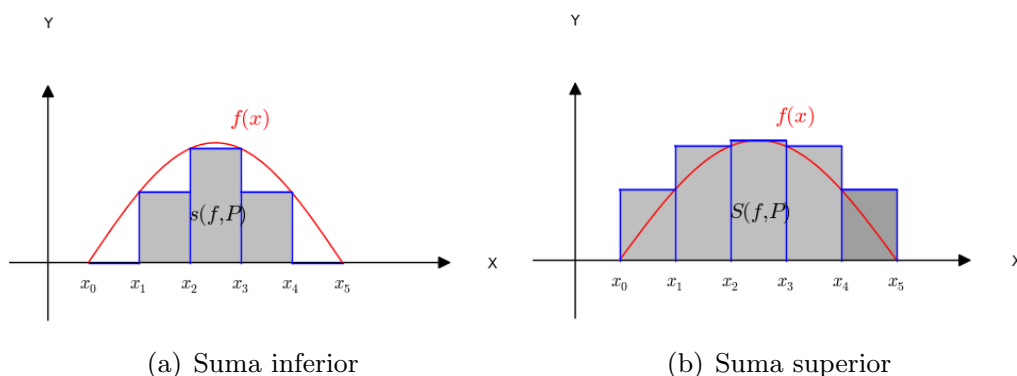 Y
f(x)
s(f,P)
X
x₀ x₁ x₂ x₃ x₄ x₅
(a) Suma inferior
Y
f(x)
S(f,P)
X
x₀ x₁ x₂ x₃ x₄ x₅
(b) Suma superior